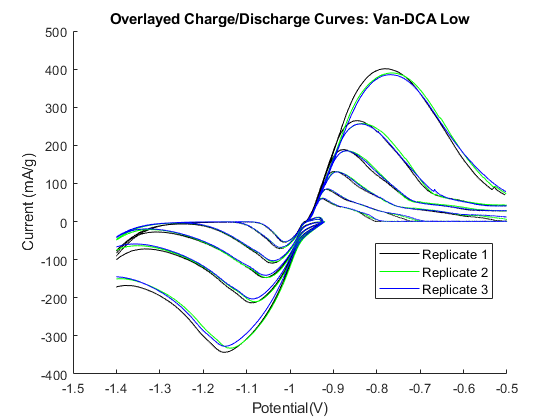 Overlayed Charge/Discharge Curves: Van-DCA Low
500
400
300
200
100
0
-100
-200
-300
-400
Current (mA/g)
-1.5 -1.4 -1.3 -1.2 -1.1 -1 -0.9 -0.8 -0.7 -0.6 -0.5
Potential(V)
Replicate 1
Replicate 2
Replicate 3